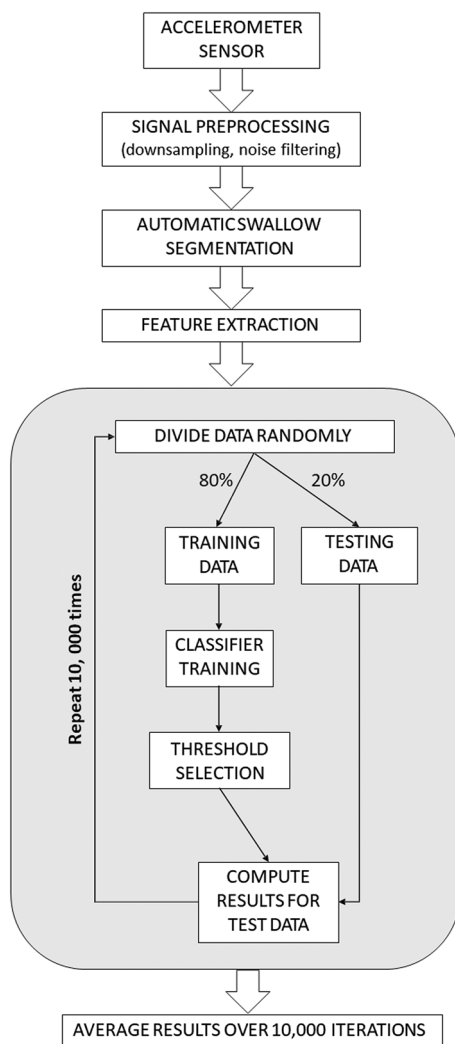 ACCELEROMETER
SENSOR
SIGNAL PREPROCESSING
(downsampling, noise filtering)
AUTOMATIC SWALLOW
SEGMENTATION
FEATURE EXTRACTION
DIVIDE DATA RANDOMLY
80%
20%
TRAINING
DATA
TESTING
DATA
CLASSIFIER
TRAINING
THRESHOLD
SELECTION
Repeat 10, 000 times
COMPUTE
RESULTS FOR
TEST DATA
AVERAGE RESULTS OVER 10,000 ITERATIONS